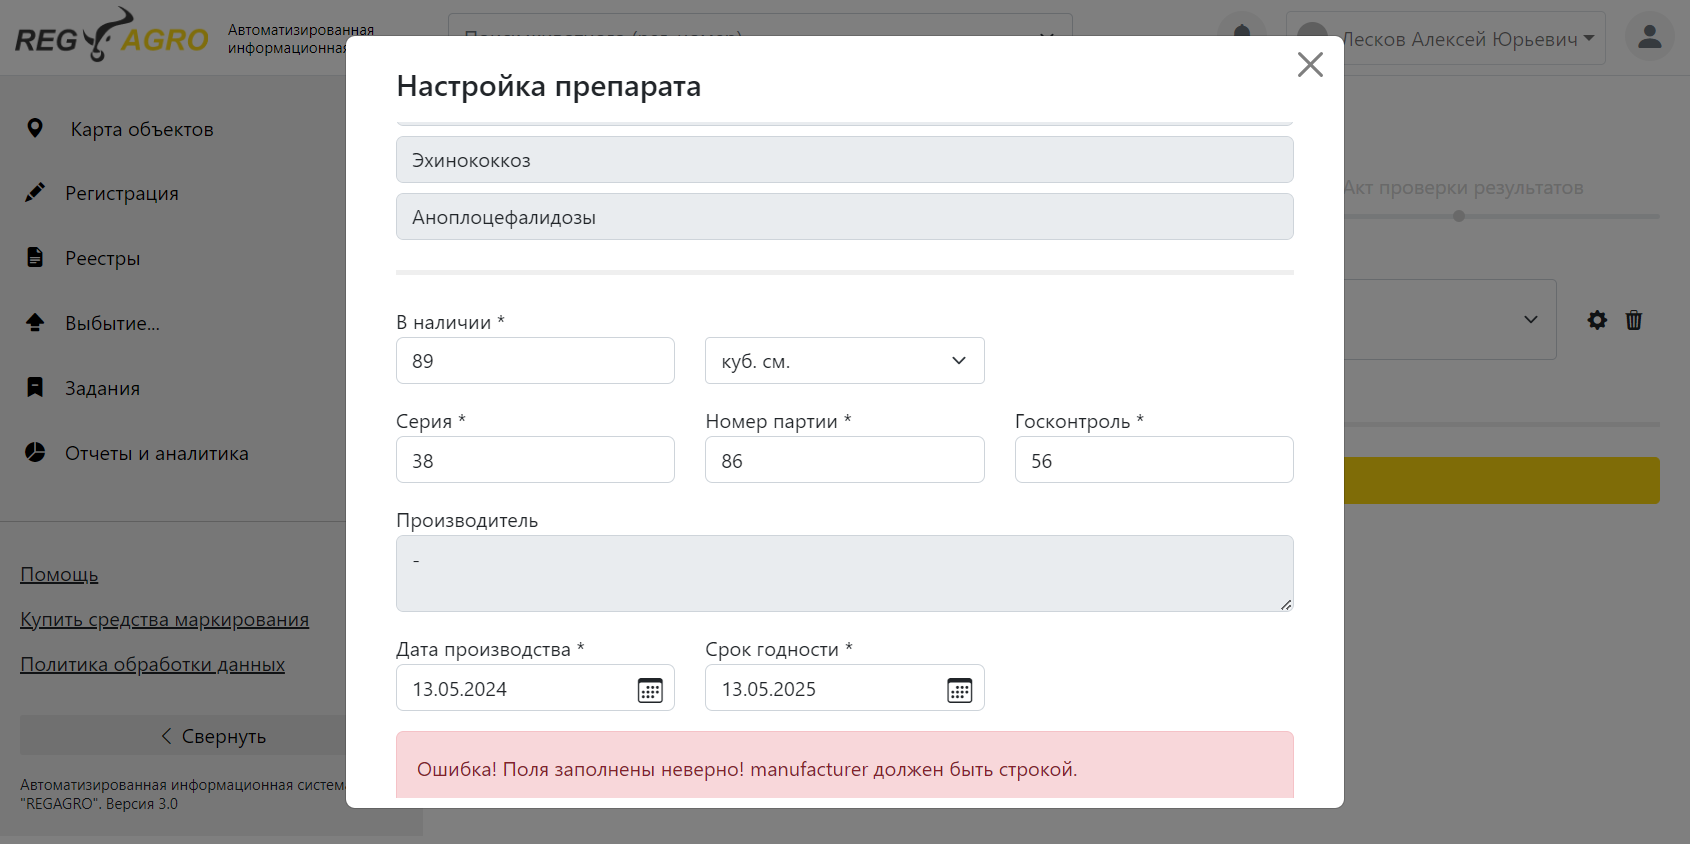 REG AGRO
Автоматизированная
информационная
Лесков Алексей Юрьевич
Карта объектов
Регистрация
Реестры
Выбытие...
Задания
Отчеты и аналитика
Помощь
Купить средства маркирования
Политика обработки данных
Свернуть
Автоматизированная информационная система
"REGAGRO". Версия 3.0
Настройка препарата
Эхинококкоз
Аноплоцефалидозы
В наличии *
89
куб. см.
Серия *
Номер партии *
Госконтроль *
38
86
56
Производитель
-
Дата производства *
Срок годности *
13.05.2024
13.05.2025
Ошибка! Поля заполнены неверно! manufacturer должен быть строкой.
Акт проверки результатов